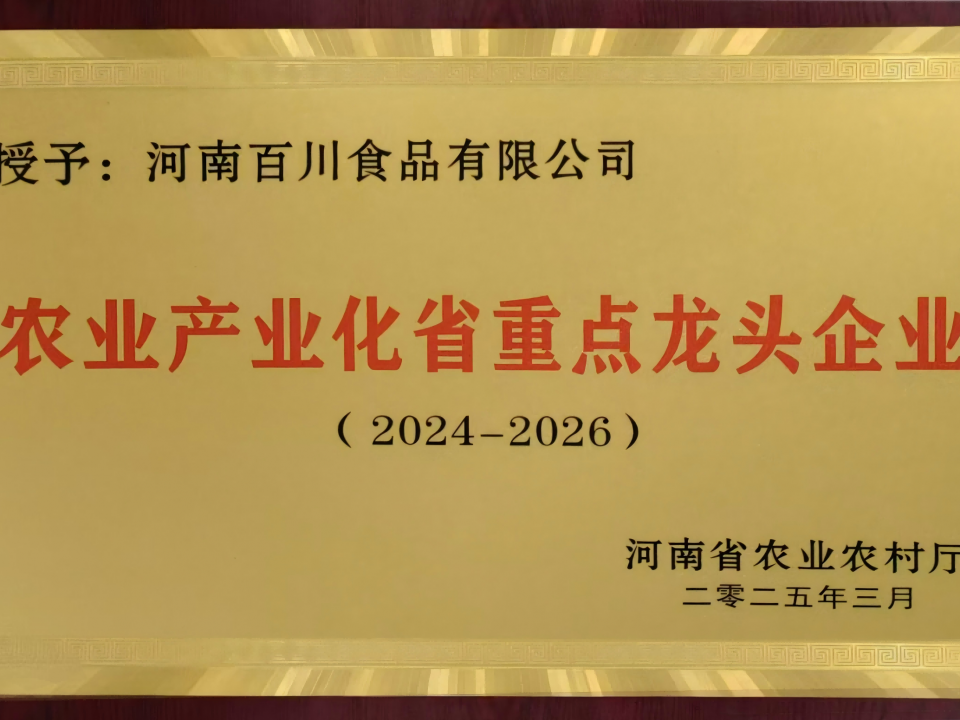 授予：河南百川食品有限公司
农业产业化省重点龙头企业
（2024-2026）
河南省农业农村厅
二零二五年三月